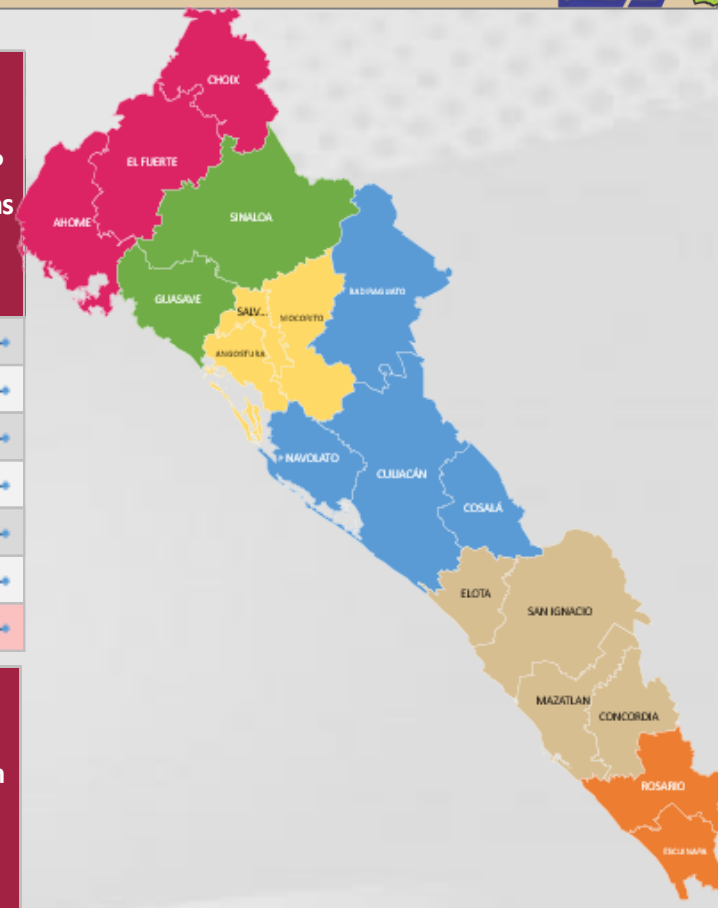 CHOIX
EL FUERTE
AHOME
SINALOA
GUASAVE
SALV...
MOCORITO
BADIRAGUATO
ANGOSTURA
NAVOLATO
CULIACÁN
COSALÁ
ELOTA
SAN IGNACIO
MAZATLAN
CONCORDIA
ROSARIO
ESCUINAPA